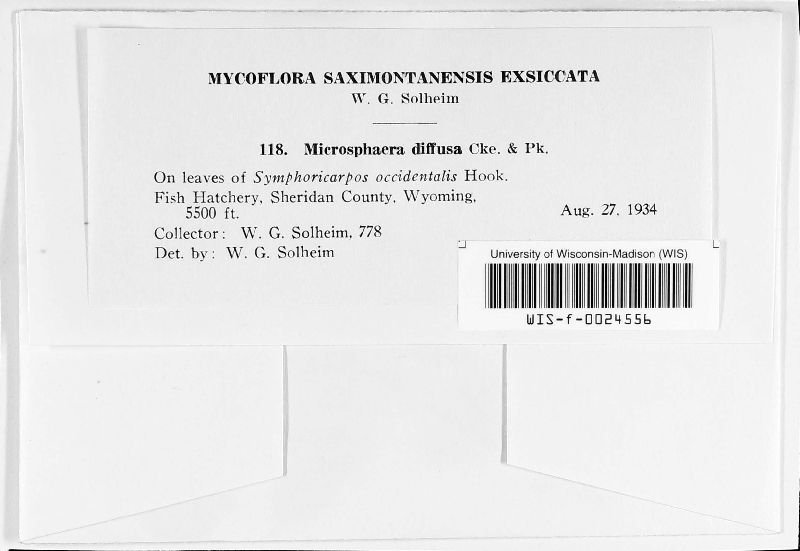 MYCOFLORA SAXIMONTANENSIS EXSICCATA
W. G. Solheim
118. Microsphaera diffusa Cke. & Pk.
On leaves of Symphoricarpos occidentalis Hook.
Fish Hatchery, Sheridan County, Wyoming,
5500 ft.
Aug. 27, 1934
Collector: W. G. Solheim, 778
Det. by: W. G. Solheim
University of Wisconsin-Madison (WIS)
WIS-f-0024556